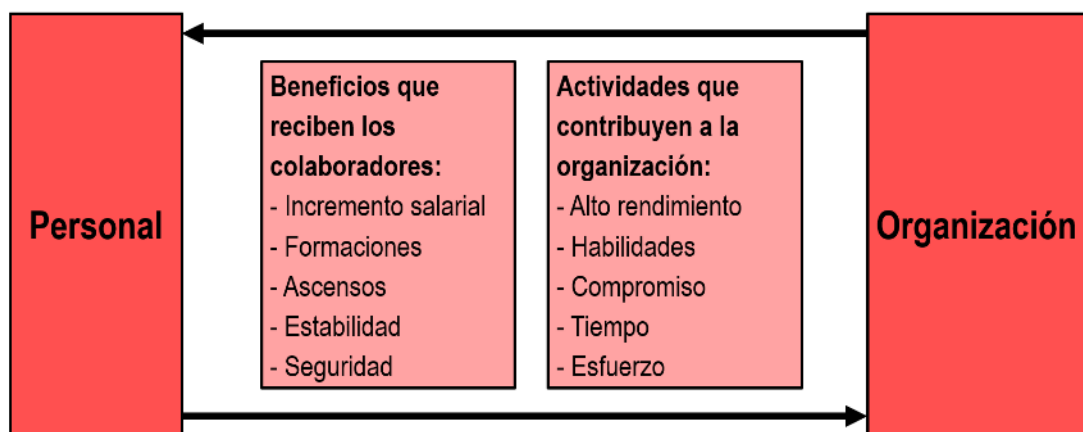 Personal
Beneficios que
reciben los
colaboradores:
- Incremento salarial
- Formaciones
- Ascensos
- Estabilidad
- Seguridad
Actividades que
contribuyen a la
organización:
- Alto rendimiento
- Habilidades
- Compromiso
- Tiempo
- Esfuerzo
Organización